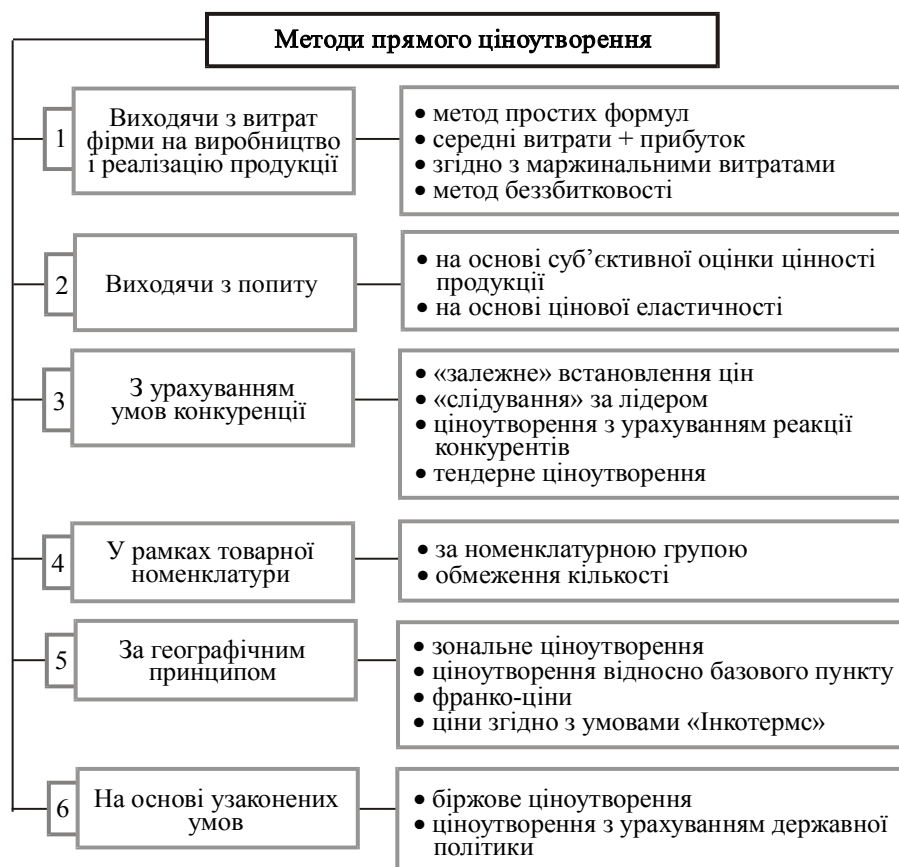 Методи прямого ціноутворення
1
Виходячи з витрат
фірми на виробництво
і реалізацію продукції
• метод простих формул
• середні витрати + прибуток
• згідно з маржинальними витратами
• метод беззбитковості
2
Виходячи з попиту
• на основі суб’єктивної оцінки цінності
продукції
• на основі цінової еластичності
3
З урахуванням
умов конкуренції
• «залежне» встановлення цін
• «слідування» за лідером
• ціноутворення з урахуванням реакції
конкурентів
• тендерне ціноутворення
4
У рамках товарної
номенклатури
• за номенклатурною групою
• обмеження кількості
5
За географічним
принципом
• зональне ціноутворення
• ціноутворення відносно базового пункту
• франко-ціни
• ціни згідно з умовами «Інкотермс»
6
На основі узаконених
умов
• біржове ціноутворення
• ціноутворення з урахуванням державної
політики